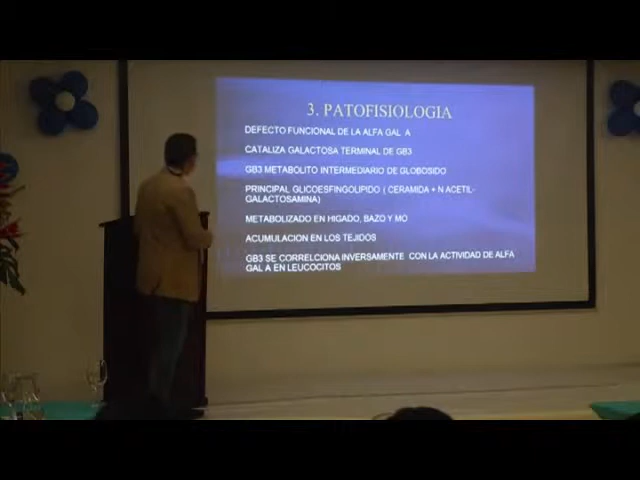 3. PATOFISIOLOGIA
DEFECTO FUNCIONAL DE LA ALFA GAL A
CATALIZA GALACTOSA TERMINAL DE GB3
GB3 METABOLITO INTERMEDIARIO DE GLOBOSIDO
PRINCIPAL GLICOESFINGOLIPIDO ( CERAMIDA + N ACETIL-
GALACTOSAMINA)
METABOLIZADO EN HIGADO, BAZO Y MO
ACUMULACION EN LOS TEJIDOS
GB3 SE CORRELCIONA INVERSAMENTE CON LA ACTIVIDAD DE ALFA
GAL A EN LEUCOCITOS